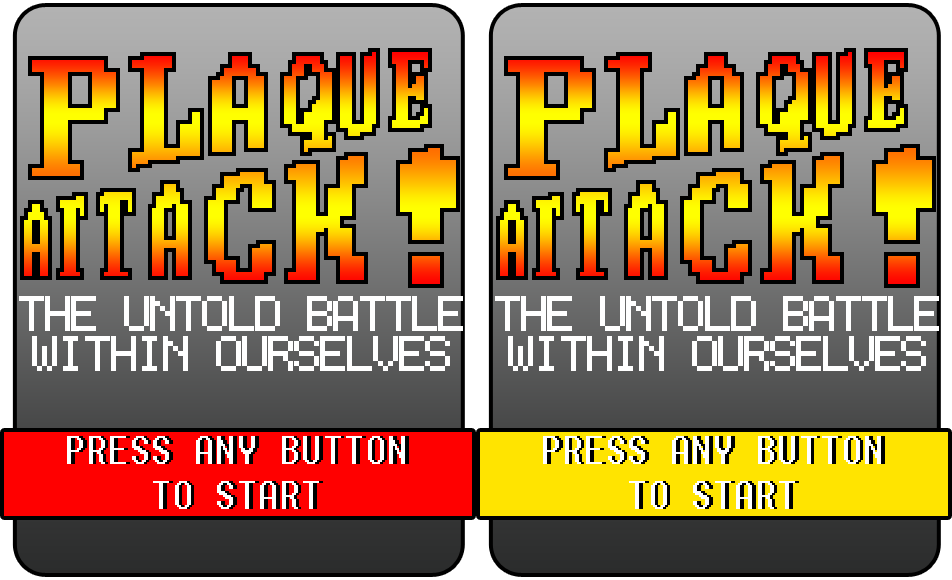 PLAQUE
ATTACK!
THE UNTOLD BATTLE
WITHIN OURSELVES
PRESS ANY BUTTON
TO START
PLAQUE
ATTACK!
THE UNTOLD BATTLE
WITHIN OURSELVES
PRESS ANY BUTTON
TO START